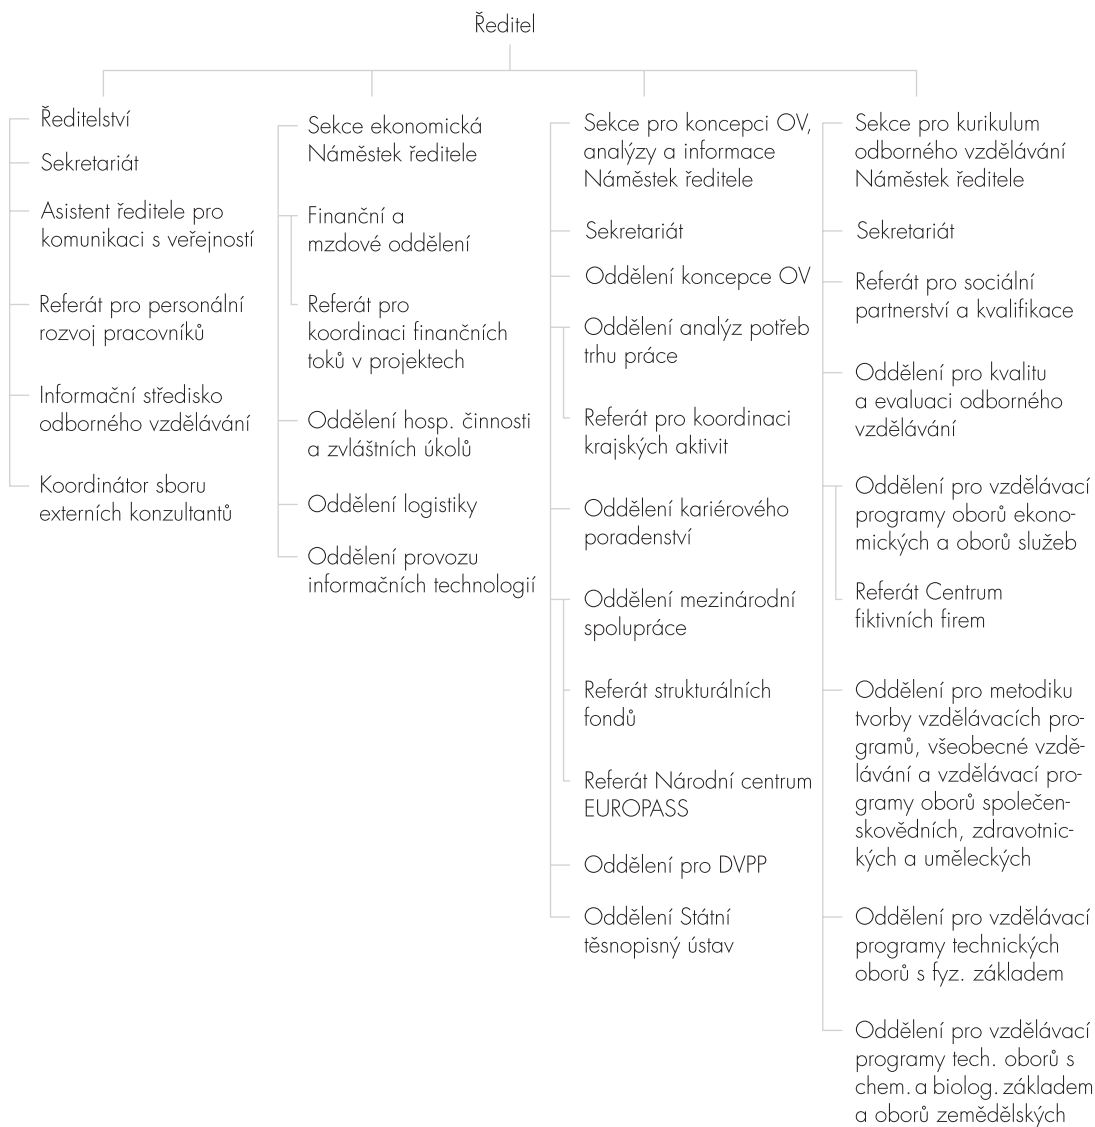 Ředitel
Ředitelství
Sekretariát
Asistent ředitele pro
komunikaci s veřejností
Referát pro personální
rozvoj pracovníků
Informační středisko
odborného vzdělávání
Koordinátor sboru
externích konzultantů
Sekce ekonomická
Náměstek ředitele
Finanční a
mzdové oddělení
Referát pro
koordinaci finančních
toků v projektech
Oddělení hosp. činnosti
a zvláštních úkolů
Oddělení logistiky
Oddělení provozu
informačních technologií
Sekce pro koncepci OV,
analýzy a informace
Náměstek ředitele
Sekretariát
Oddělení koncepce OV
Oddělení analýz potřeb
trhu práce
Referát pro koordinaci
krajských aktivit
Oddělení kariérového
poradenství
Oddělení mezinárodní
spolupráce
Referát strukturálních
fondů
Referát Národní centrum
EUROPASS
Oddělení pro DVPP
Oddělení Státní
těsnopisný ústav
Sekce pro kurikulum
odborného vzdělávání
Náměstek ředitele
Sekretariát
Referát pro sociální
partnerství a kvalifikace
Oddělení pro kvalitu
a evaluaci odborného
vzdělávání
Oddělení pro vzdělávací
programy oborů ekono-
mických a oborů služeb
Referát Centrum
fiktivních firem
Oddělení pro metodiku
tvorby vzdělávacích pro-
gramů, všeobecné vzdě-
lávání a vzdělávací pro-
gramy oborů společen-
skovědních, zdravotnic-
kých a uměleckých
Oddělení pro vzdělávací
programy technických
oborů s fyz. základem
Oddělení pro vzdělávací
programy tech. oborů s
chem. a biolog. základem
a oborů zemědělských